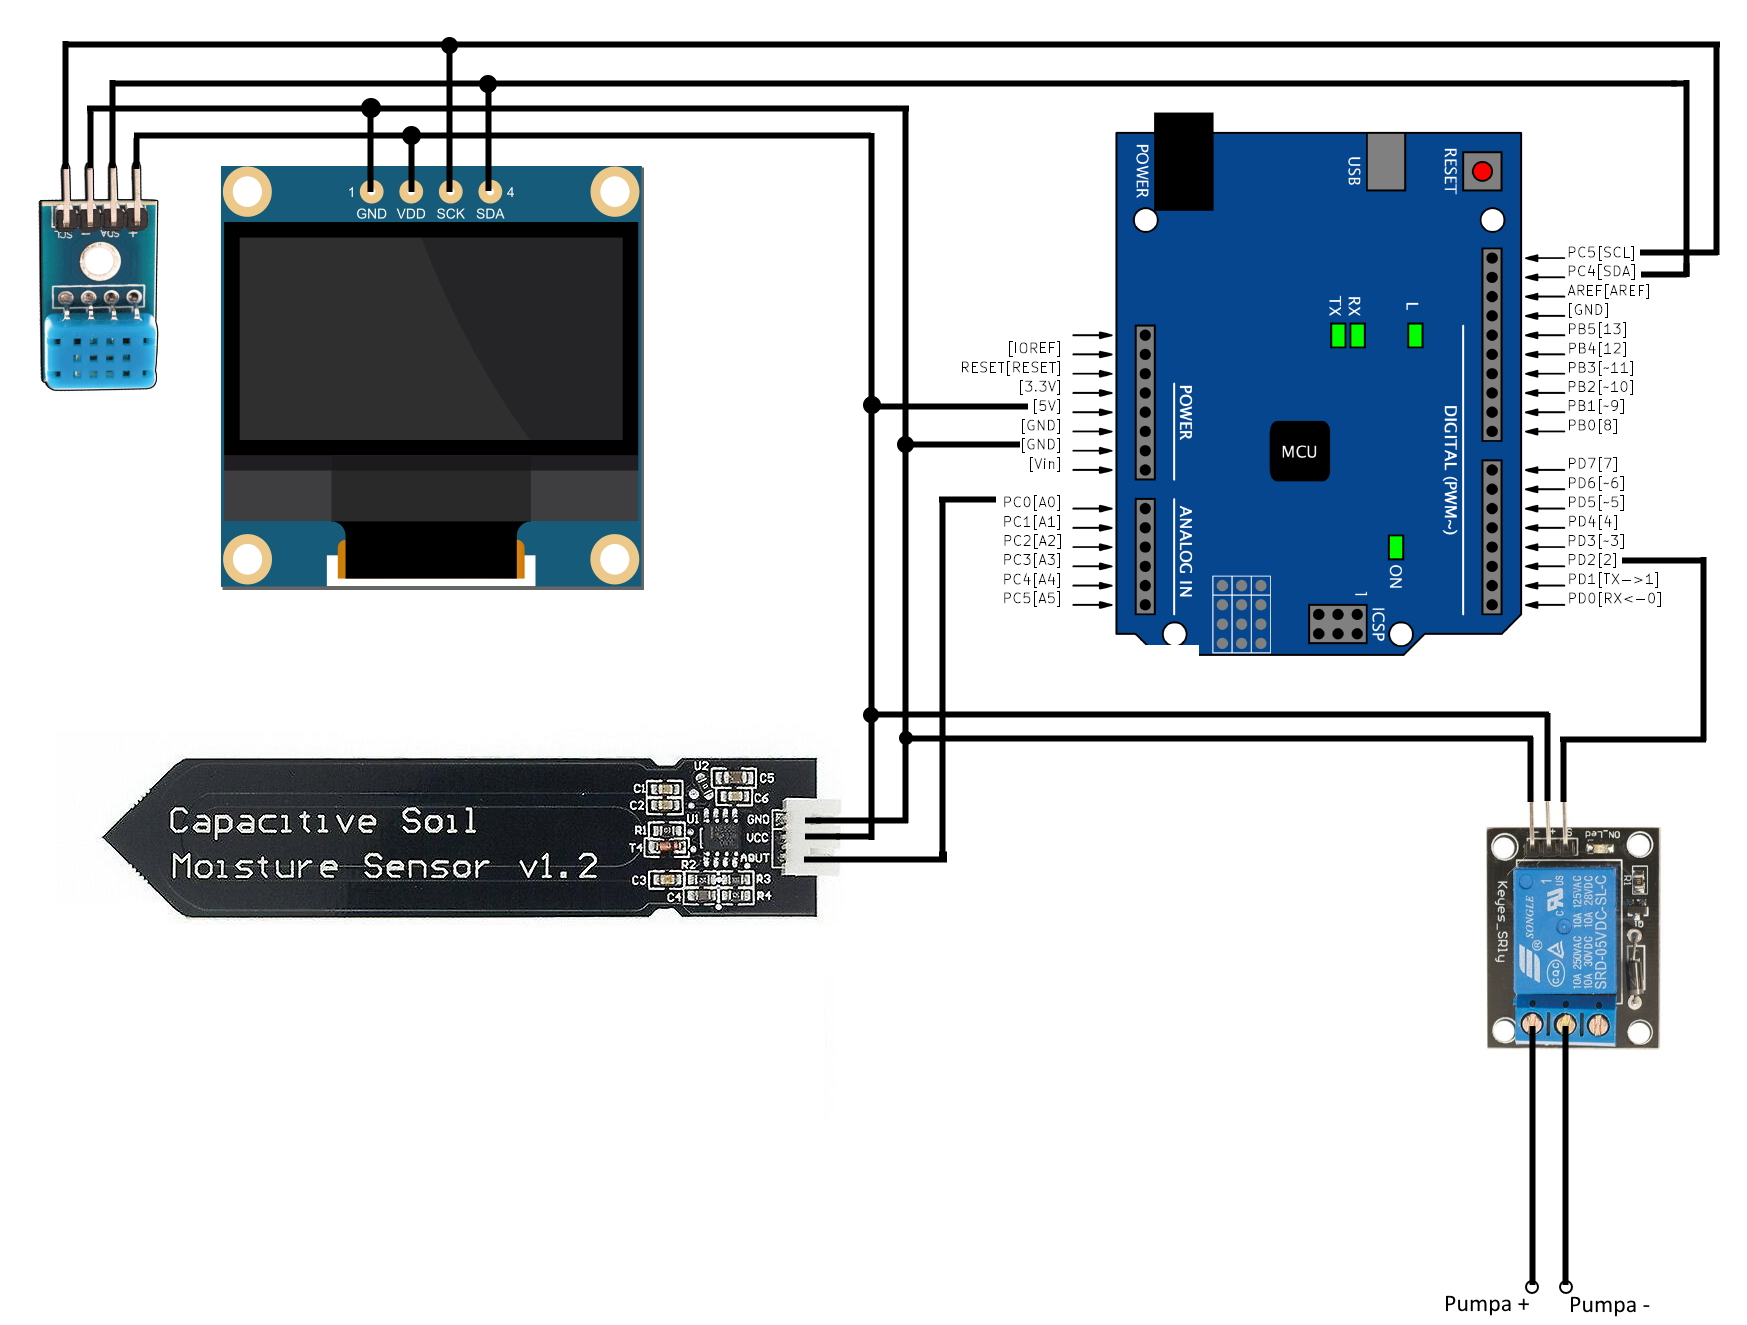 SCL
-
SDA
+
1
4
GND
VDD
SCK
SDA
POWER
USB
RESET
TX
RX
L
MCU
POWER
ANALOG IN
DIGITAL (PWM~)
ON
1
ICSP
[IOREF]
RESET[RESET]
[3.3V]
[5V]
[GND]
[GND]
[Vin]
PC0[A0]
PC1[A1]
PC2[A2]
PC3[A3]
PC4[A4]
PC5[A5]
PC5[SCL]
PC4[SDA]
AREF[AREF]
[GND]
PB5[13]
PB4[12]
PB3[~11]
PB2[~10]
PB1[~9]
PB0[8]
PD7[7]
PD6[~6]
PD5[~5]
PD4[4]
PD3[~3]
PD2[2]
PD1[TX->1]
PD0[RX<-0]
Capacitive Soil
Moisture Sensor v1.2
U2
C5
C1
C6
C2
U1
GND
R1
VCC
T4
AOUT
R2
C3
R3
C4
R4
-
+
S
ON_Led
R1
Keyes_SRly
SONGLE
®
CQC
c
US
1
10A 250VAC 10A 125VAC
10A 30VDC 10A 28VDC
SRD-05VDC-SL-C
Pumpa +
Pumpa -